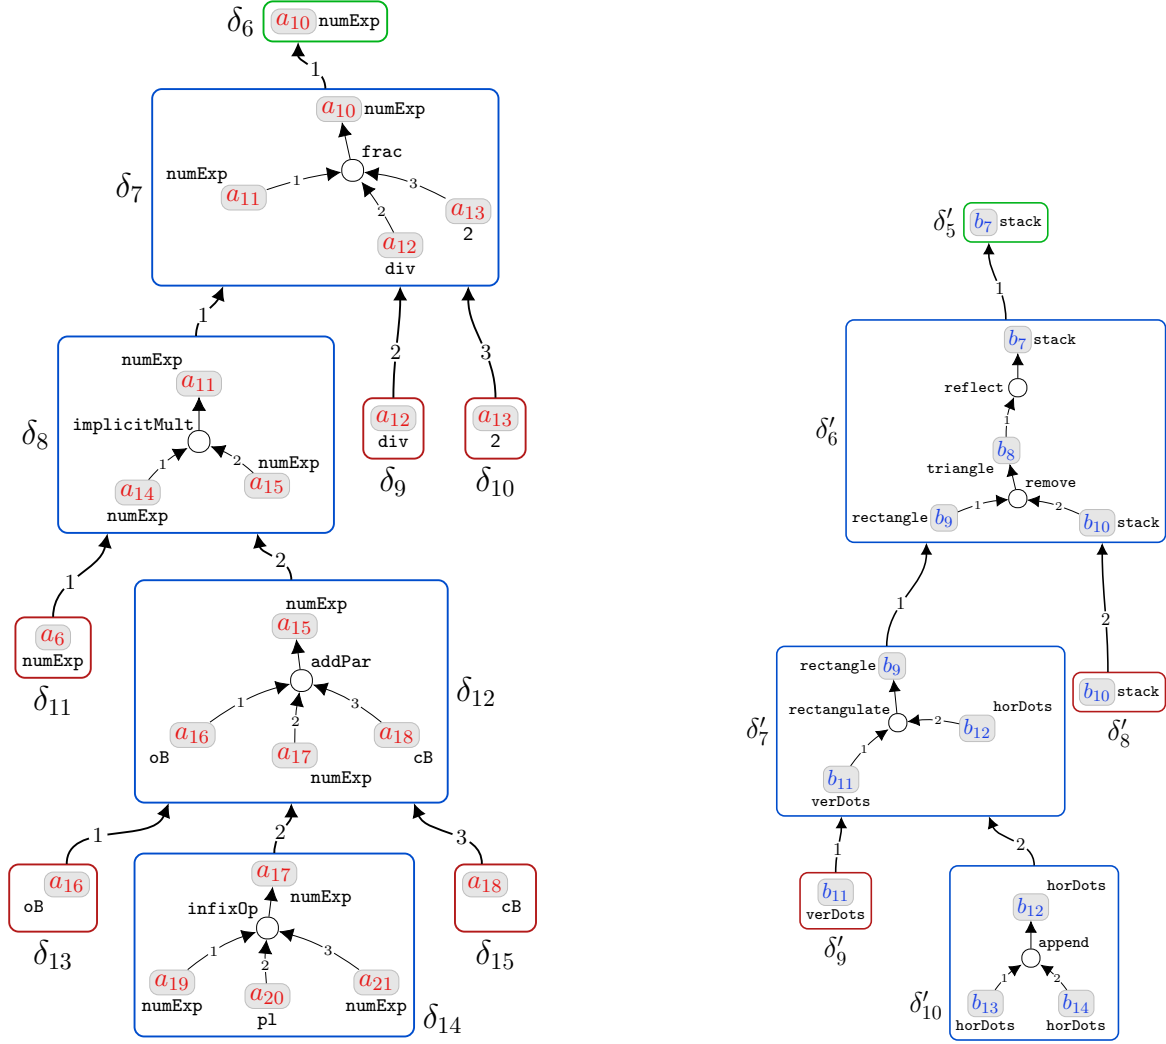 δ6 a10 numExp
1
a10 numExp
frac
numExp
1
3
δ7 a11
2
a13
2
a12
div
1
2
3
numExp
a11
implicitMult
δ8
1
2
numExp
a14
a15
numExp
a12
div
δ9
a13
2
δ10
1
2
a6
numExp
δ11
numExp
a15
addPar
δ12
1
2
3
a16
a17
a18
oB
numExp
cB
1
2
3
a16
oB
δ13
a17
numExp
infixOp
1
2
3
a19
a20
a21
numExp
pl
numExp
δ14
a18
cB
δ15
δ′5 b7 stack
1
b7 stack
reflect
1
δ′6
b8
triangle
remove
1
2
rectangle b9
b10 stack
1
2
rectangle b9
rectangulate
horDots
2
b12
δ′7
1
b11
verDots
b10 stack
δ′8
1
2
b11
verDots
δ′9
horDots
b12
append
1
2
δ′10
b13
b14
horDots
horDots